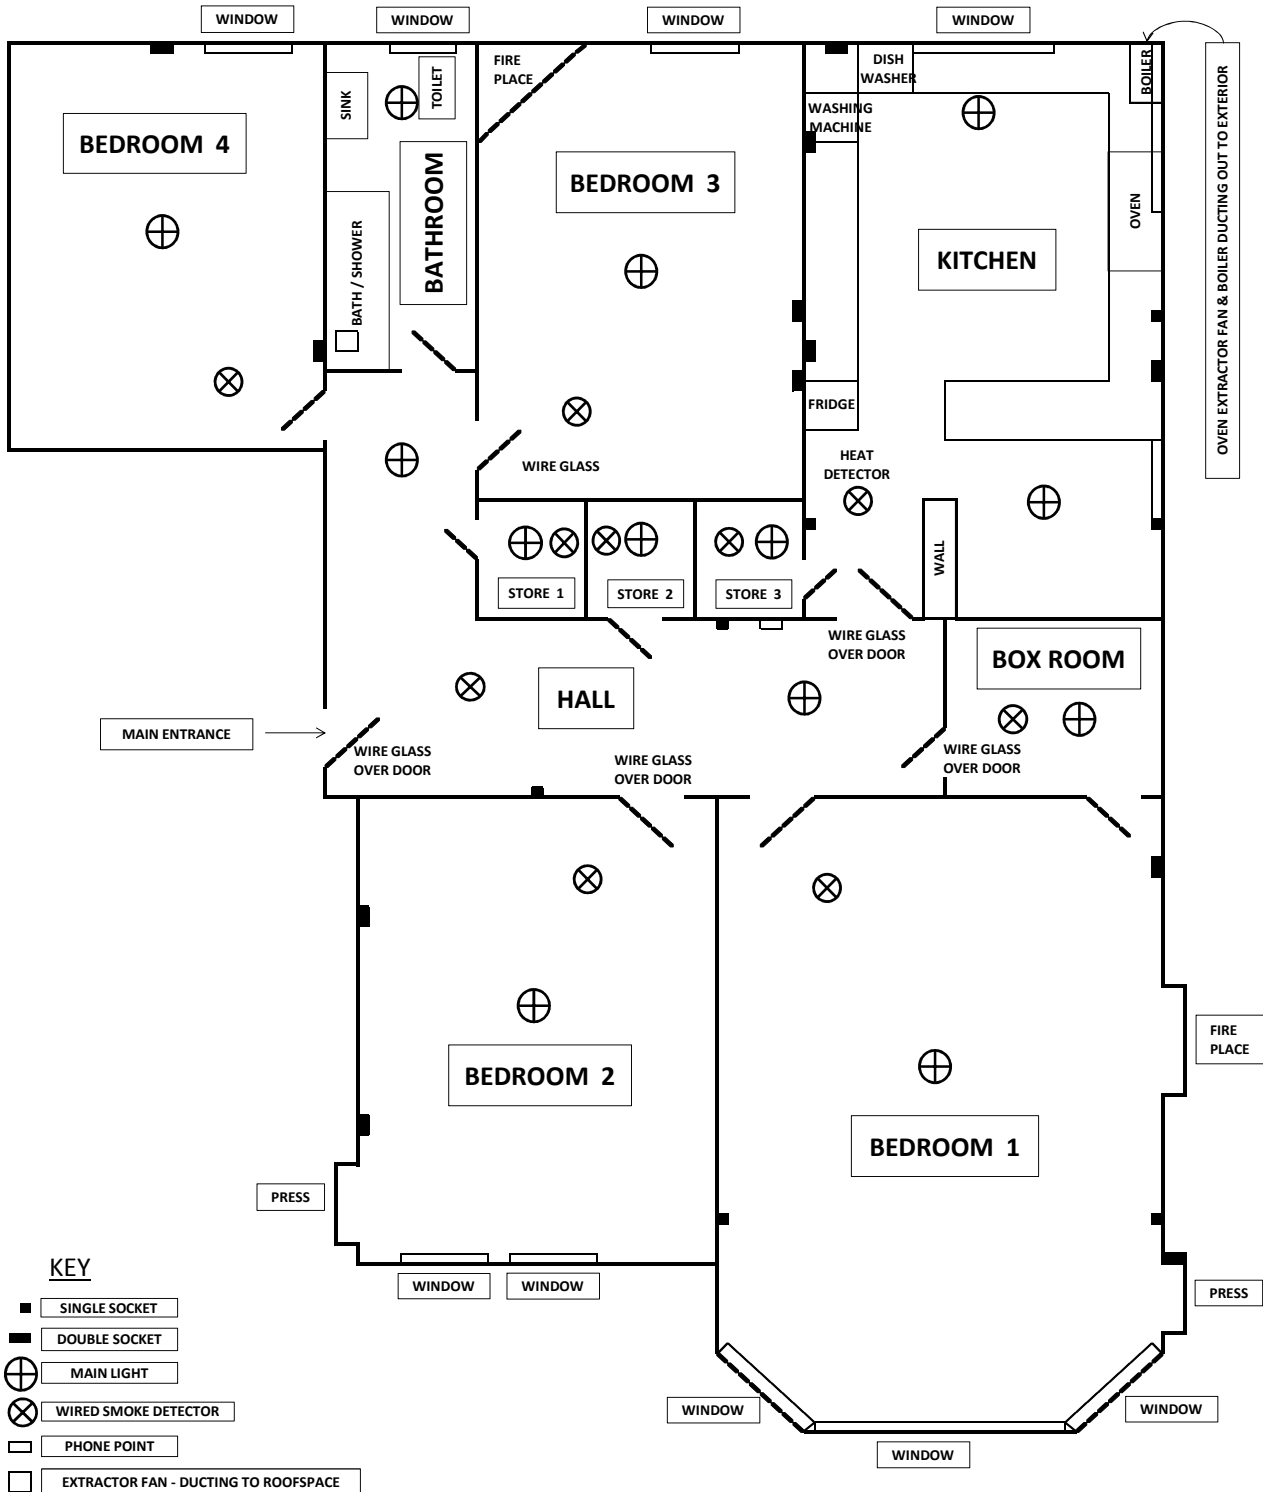 WINDOW
WINDOW
WINDOW
WINDOW
FIRE
PLACE
DISH
WASHER
BOILER
TOILET
SINK
WASHING
MACHINE
BEDROOM 4
BEDROOM 3
BATHROOM
OVEN
OVEN EXTRACTOR FAN & BOILER DUCTING OUT TO EXTERIOR
KITCHEN
BATH / SHOWER
FRIDGE
WIRE GLASS
HEAT
DETECTOR
WALL
STORE 1
STORE 2
STORE 3
WIRE GLASS
OVER DOOR
BOX ROOM
HALL
MAIN ENTRANCE
WIRE GLASS
OVER DOOR
WIRE GLASS
OVER DOOR
WIRE GLASS
OVER DOOR
FIRE
PLACE
BEDROOM 2
BEDROOM 1
PRESS
WINDOW
WINDOW
PRESS
WINDOW
WINDOW
WINDOW
KEY
SINGLE SOCKET
DOUBLE SOCKET
MAIN LIGHT
WIRED SMOKE DETECTOR
PHONE POINT
EXTRACTOR FAN - DUCTING TO ROOFSPACE